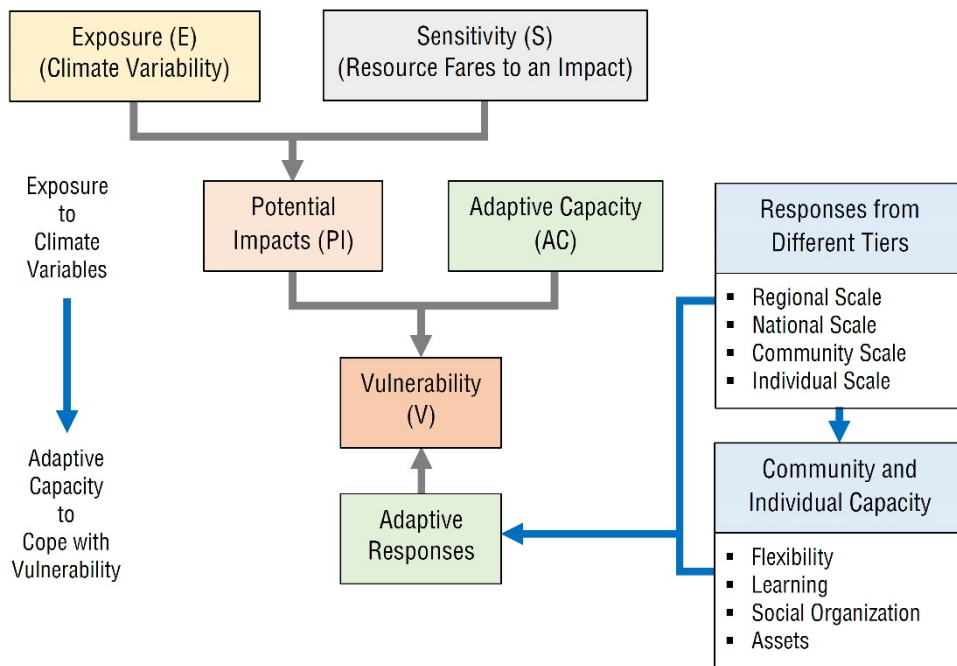 Exposure (E)
(Climate Variability)
Sensitivity (S)
(Resource Fares to an Impact)
Exposure
to
Climate
Variables
Potential
Impacts (PI)
Adaptive Capacity
(AC)
Responses from
Different Tiers
▪ Regional Scale
▪ National Scale
▪ Community Scale
▪ Individual Scale
Vulnerability
(V)
Adaptive
Capacity
to
Cope with
Vulnerability
Adaptive
Responses
Community and
Individual Capacity
▪ Flexibility
▪ Learning
▪ Social Organization
▪ Assets